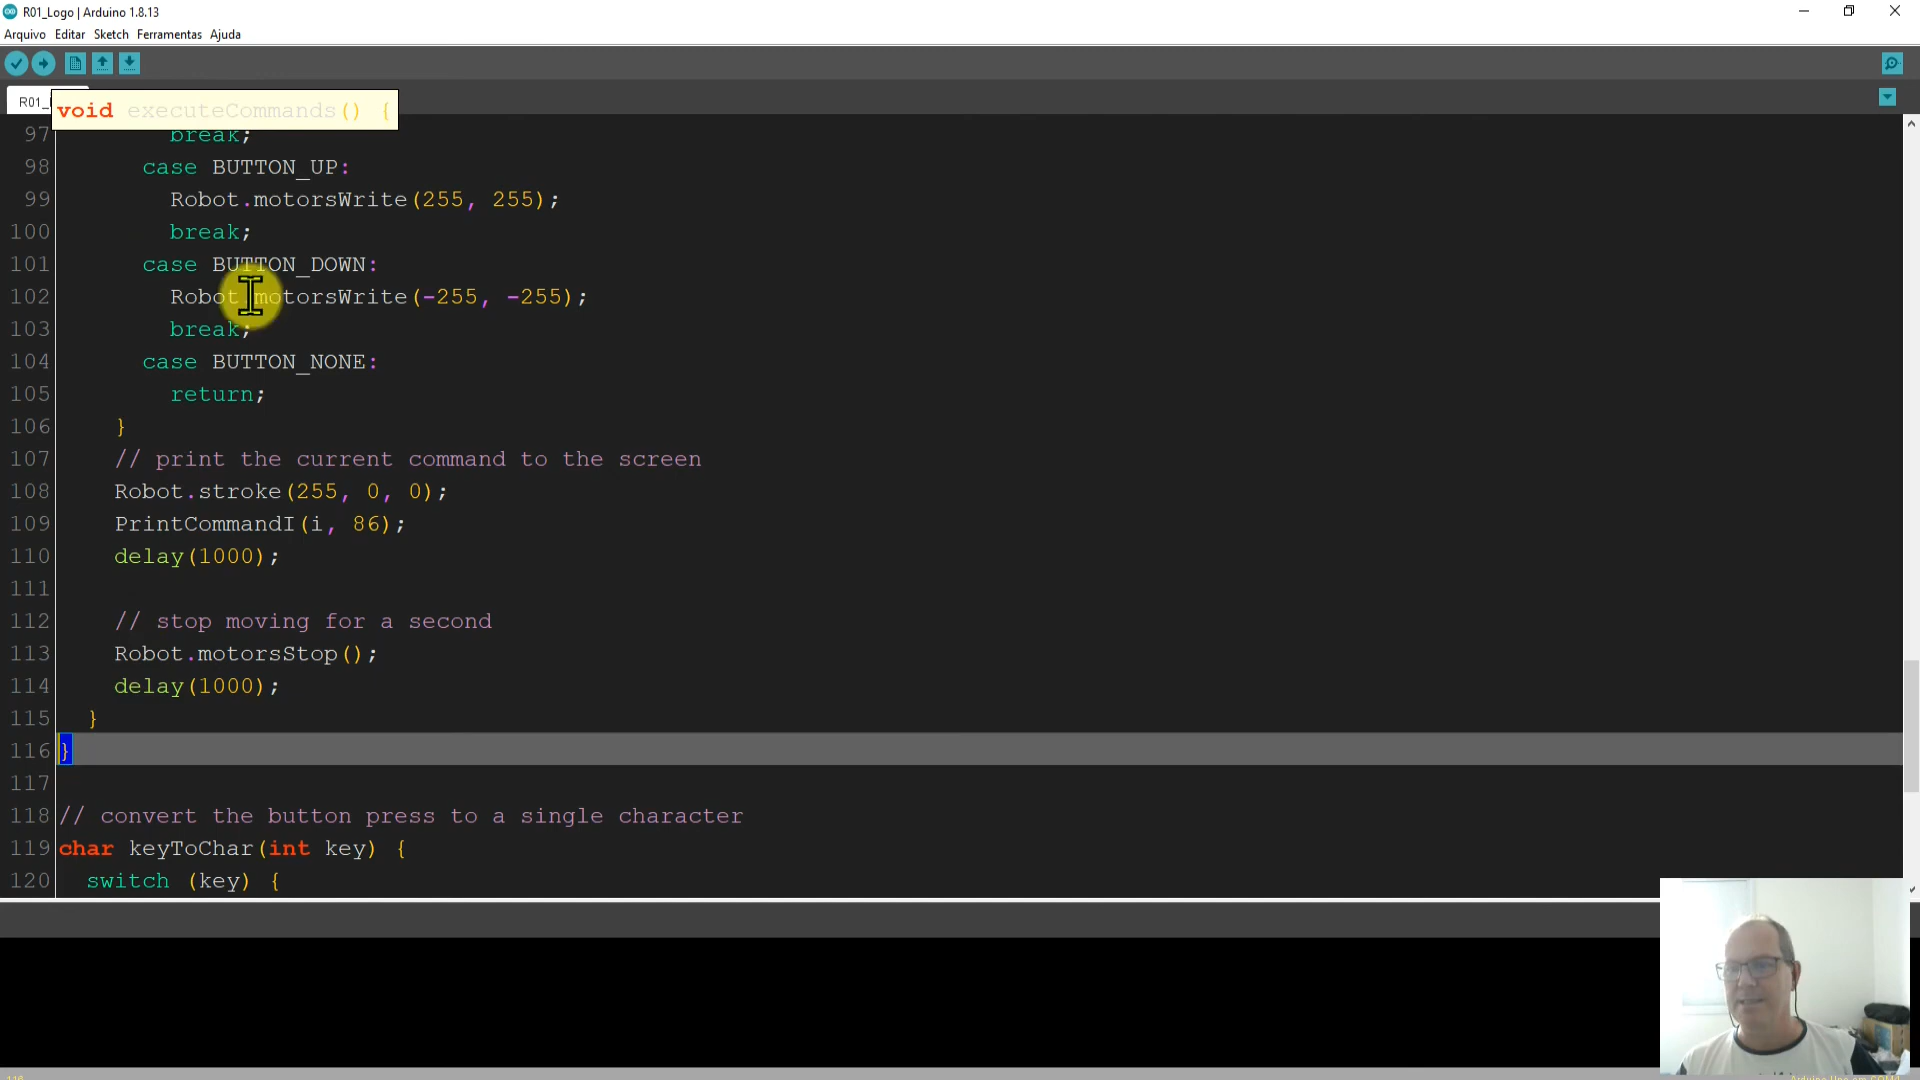 R01_Logo | Arduino 1.8.13
Arquivo Editar Sketch Ferramentas Ajuda
R01_
void executeCommands() {
97 break;
98 case BUTTON_UP:
99 Robot.motorsWrite(255, 255);
100 break;
101 case BUTTON_DOWN:
102 Robot.motorsWrite(-255, -255);
103 break;
104 case BUTTON_NONE:
105 return;
106 }
107 // print the current command to the screen
108 Robot.stroke(255, 0, 0);
109 PrintCommandI(i, 86);
110 delay(1000);
111
112 // stop moving for a second
113 Robot.motorsStop();
114 delay(1000);
115 }
116 }
117
118 // convert the button press to a single character
119 char keyToChar(int key) {
120 switch (key) {